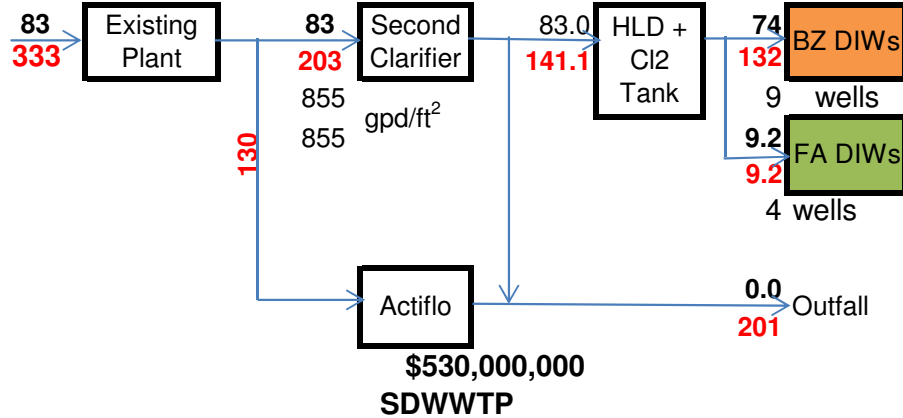 83
333
Existing
Plant
83
203
Second
Clarifier
855
855
gpd/ft²
130
83.0
141.1
HLD +
Cl2
Tank
74
132
BZ DIWs
9 wells
9.2
9.2
FA DIWs
4 wells
Actiflo
0.0
201
Outfall
$530,000,000
SDWWTP